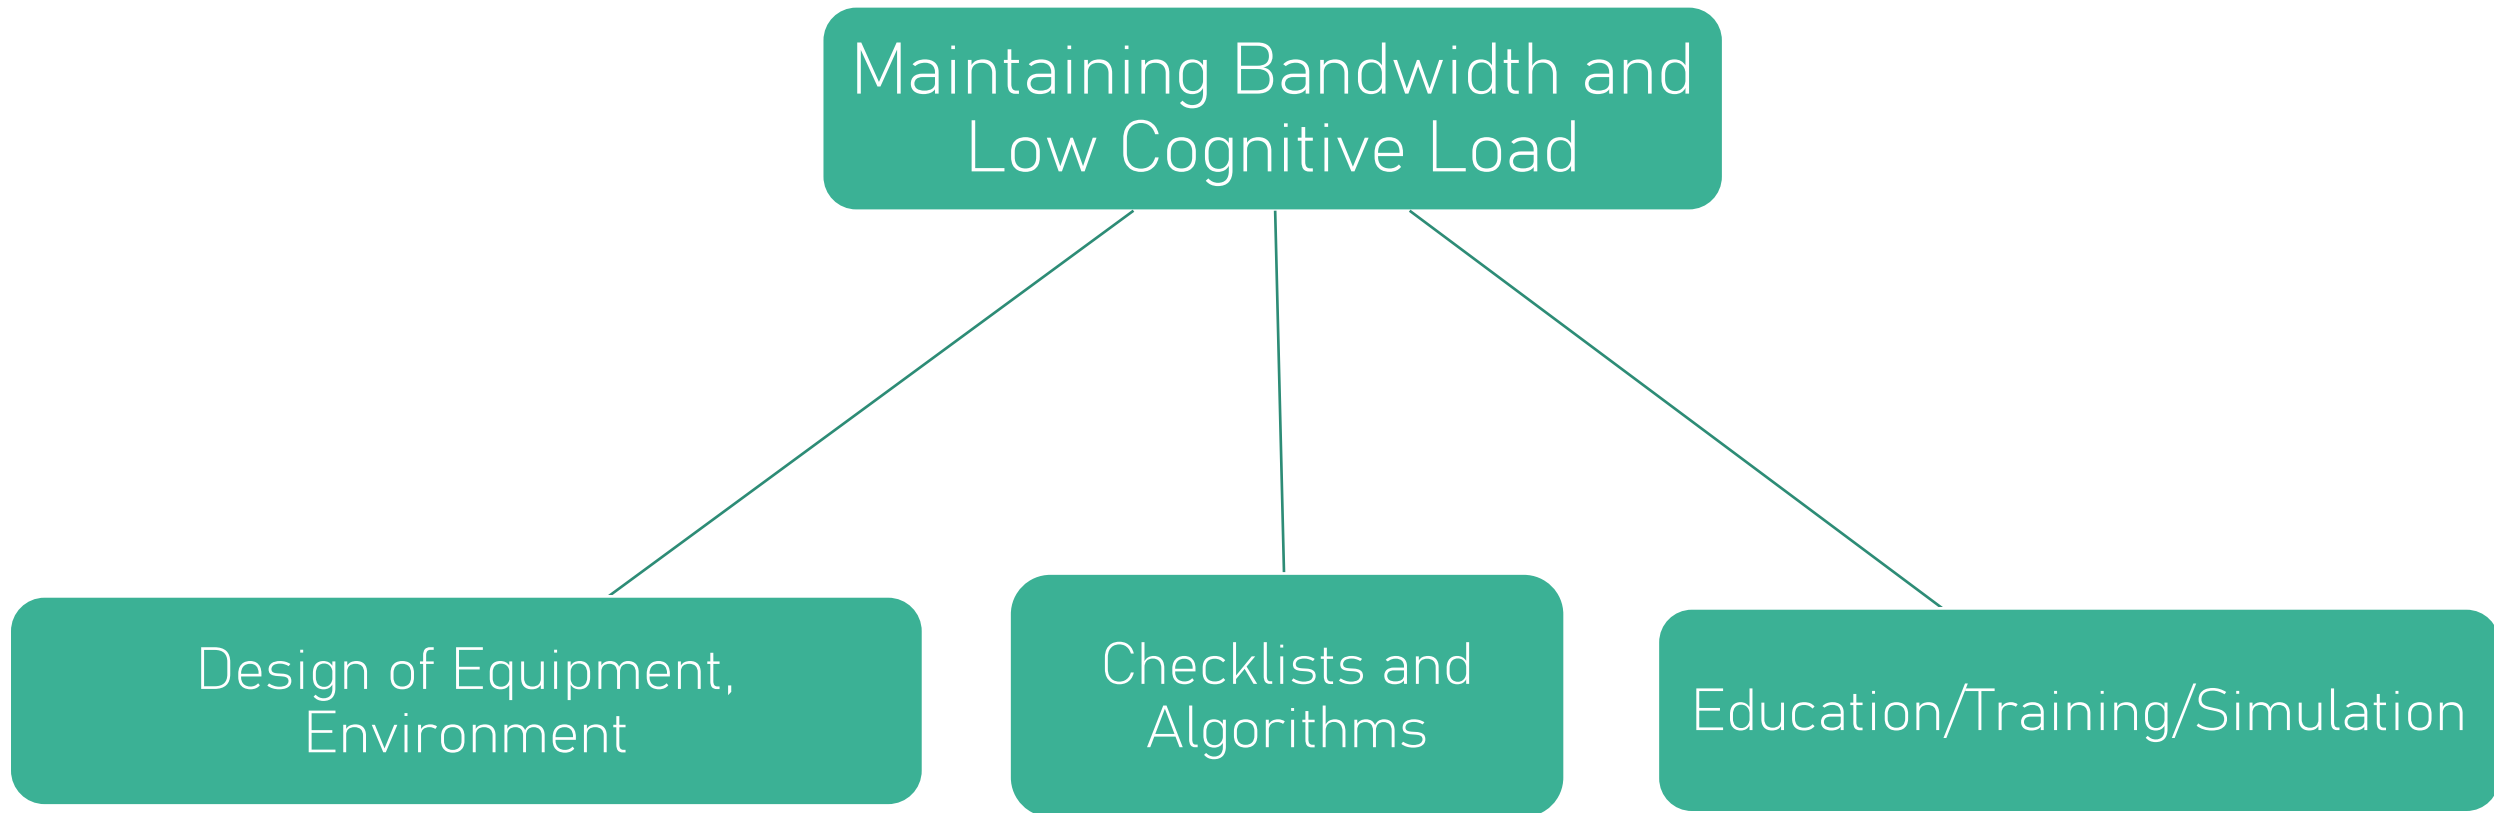 Maintaining Bandwidth and
Low Cognitive Load
Design of Equipment,
Environment
Checklists and
Algorithms
Education/Training/Simulation